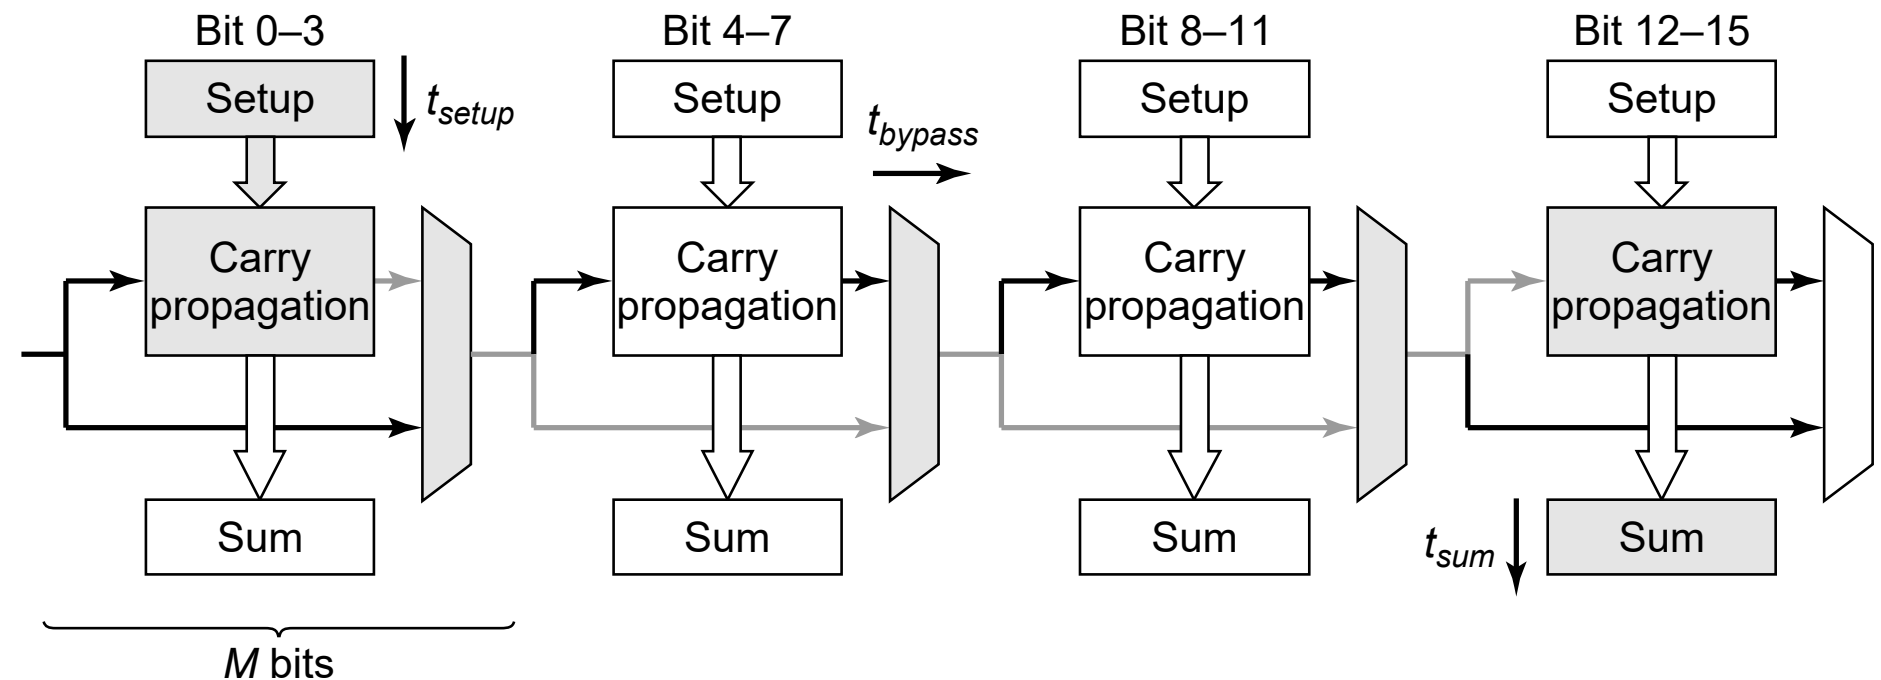 Bit 0–3
Bit 4–7
Bit 8–11
Bit 12–15
Setup
t_setup
Setup
t_bypass
Setup
Setup
Carry
propagation
Carry
propagation
Carry
propagation
Carry
propagation
Sum
Sum
Sum
t_sum
Sum
M bits